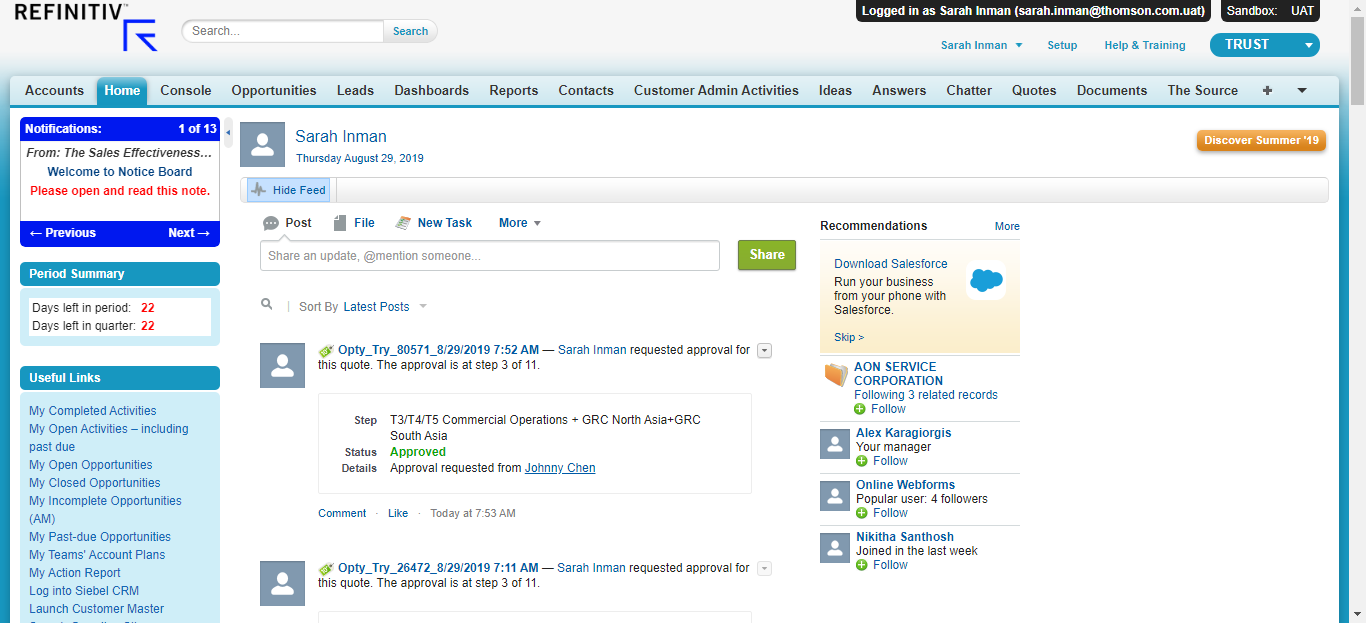 REFINITIV™
Search...
Search
Logged in as Sarah Inman (sarah.inman@thomson.com.uat)
Sandbox: UAT
Sarah Inman
Setup
Help & Training
TRUST
Accounts
Home
Console
Opportunities
Leads
Dashboards
Reports
Contacts
Customer Admin Activities
Ideas
Answers
Chatter
Quotes
Documents
The Source
+
Notifications: 1 of 13
From: The Sales Effectiveness...
Welcome to Notice Board
Please open and read this note.
← Previous
Next →
Period Summary
Days left in period: 22
Days left in quarter: 22
Useful Links
My Completed Activities
My Open Activities – including
past due
My Open Opportunities
My Closed Opportunities
My Incomplete Opportunities
(AM)
My Past-due Opportunities
My Teams' Account Plans
My Action Report
Log into Siebel CRM
Launch Customer Master
Sarah Inman
Thursday August 29, 2019
Discover Summer '19
Hide Feed
Post
File
New Task
More
Share an update, @mention someone...
Share
Sort By Latest Posts
Opty_Try_80571_8/29/2019 7:52 AM — Sarah Inman requested approval for
this quote. The approval is at step 3 of 11.
Step T3/T4/T5 Commercial Operations + GRC North Asia+GRC
South Asia
Status Approved
Details Approval requested from Johnny Chen
Comment · Like · Today at 7:53 AM
Opty_Try_26472_8/29/2019 7:11 AM — Sarah Inman requested approval for
this quote. The approval is at step 3 of 11.
Recommendations
More
Download Salesforce
Run your business
from your phone with
Salesforce.
Skip >
AON SERVICE
CORPORATION
Following 3 related records
Follow
Alex Karagiorgis
Your manager
Follow
Online Webforms
Popular user: 4 followers
Follow
Nikitha Santhosh
Joined in the last week
Follow